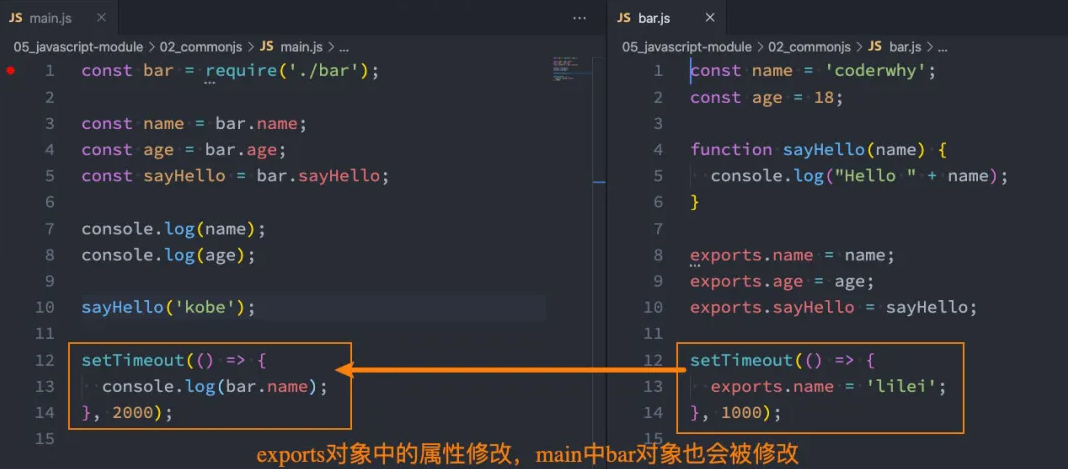 JS main.js ×
05_javascript-module > 02_commonjs > JS main.js > ...
1 const bar = require('./bar');
2
3 const name = bar.name;
4 const age = bar.age;
5 const sayHello = bar.sayHello;
6
7 console.log(name);
8 console.log(age);
9
10 sayHello('kobe');
11
12 setTimeout(() => {
13 console.log(bar.name);
14 }, 2000);
15
JS bar.js ×
05_javascript-module > 02_commonjs > JS bar.js > ...
1 const name = 'coderwhy';
2 const age = 18;
3
4 function sayHello(name) {
5 console.log("Hello " + name);
6 }
7
8 exports.name = name;
9 exports.age = age;
10 exports.sayHello = sayHello;
11
12 setTimeout(() => {
13 exports.name = 'lilei';
14 }, 1000);
15
exports对象中的属性修改，main中bar对象也会被修改